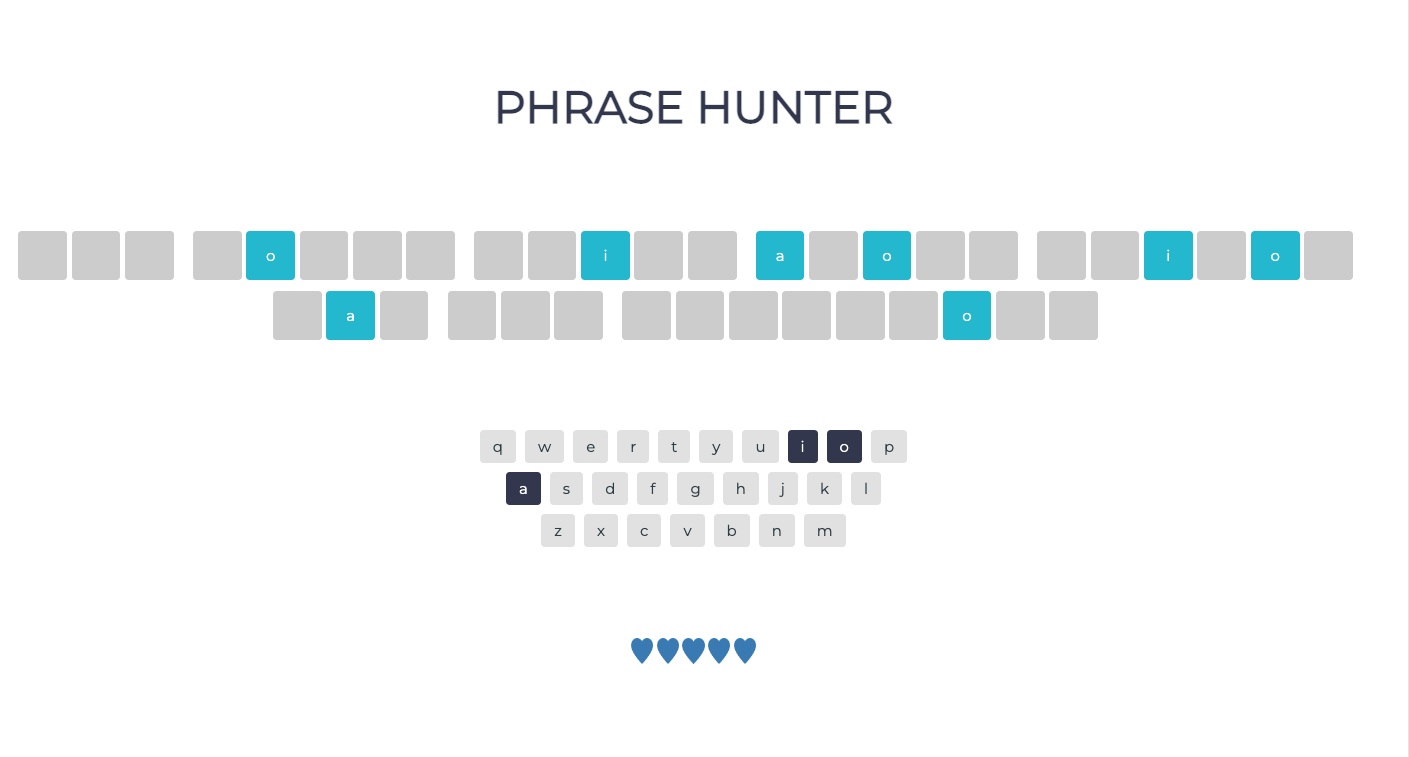 PHRASE HUNTER
o i a o i o
a o
q w e r t y u i o p
a s d f g h j k l
z x c v b n m